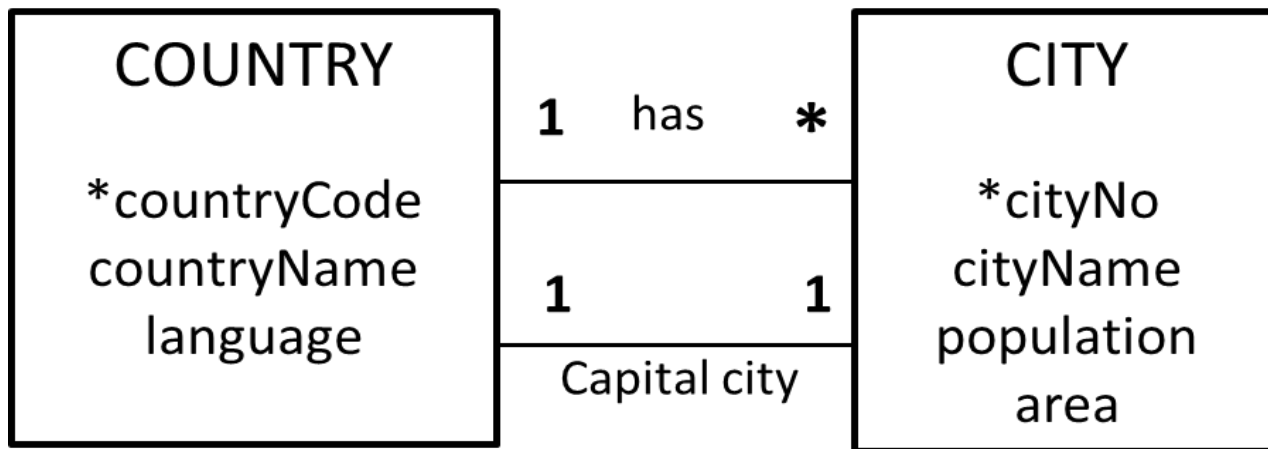 COUNTRY
*countryCode
countryName
language
1 has *
1 1
Capital city
CITY
*cityNo
cityName
population
area